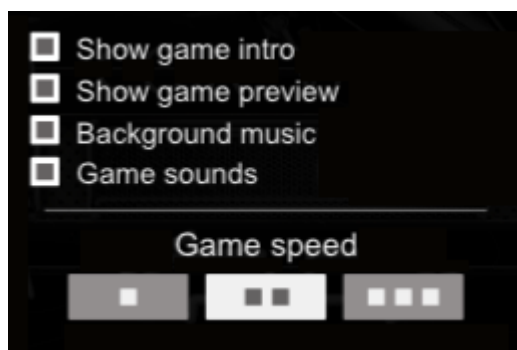 Show game intro
Show game preview
Background music
Game sounds
Game speed